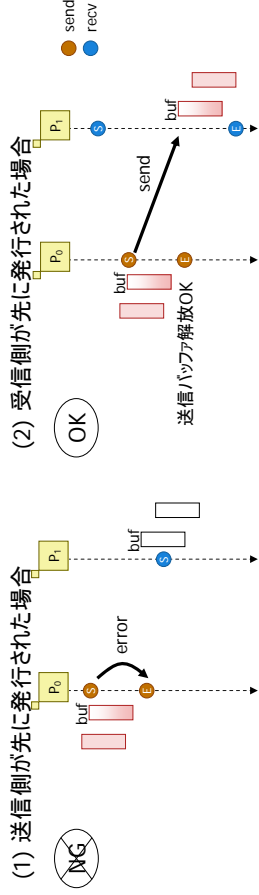 (1) 送信側が先に発行された場合
NG
P0
P1
S
buf
error
E
buf
S
(2) 受信側が先に発行された場合
OK
P0
P1
send
recv
S
S
buf
send
buf
E
E
送信バッファ解放OK